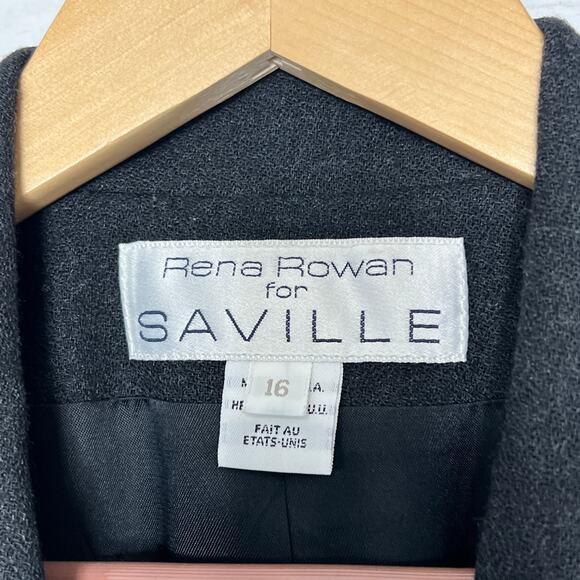 Rena Rowan
for
SAVILLE
16
FAIT AU
ETATS-UNIS